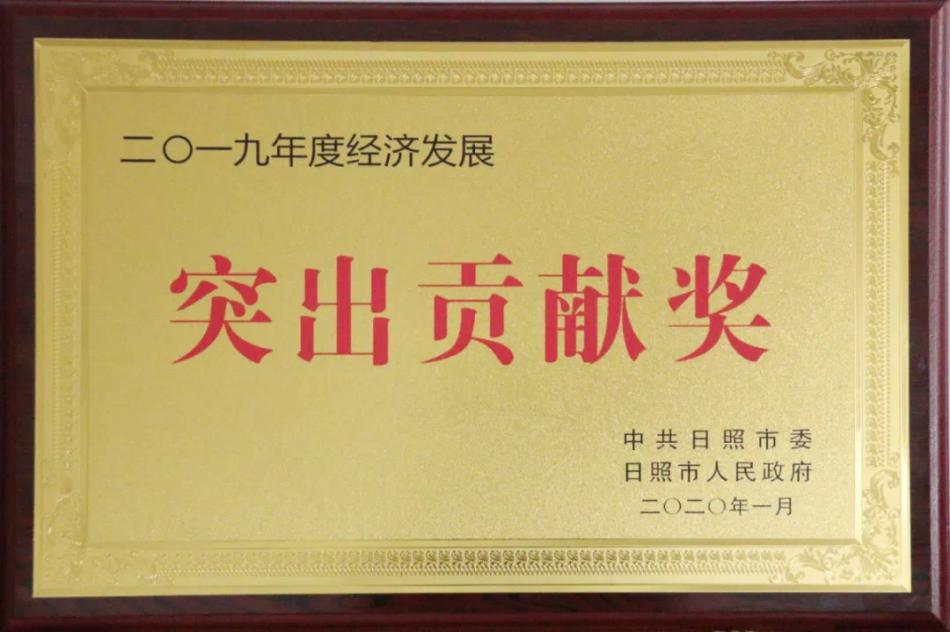 二〇一九年度经济发展
突出贡献奖
中共日照市委
日照市人民政府
二〇二〇年一月